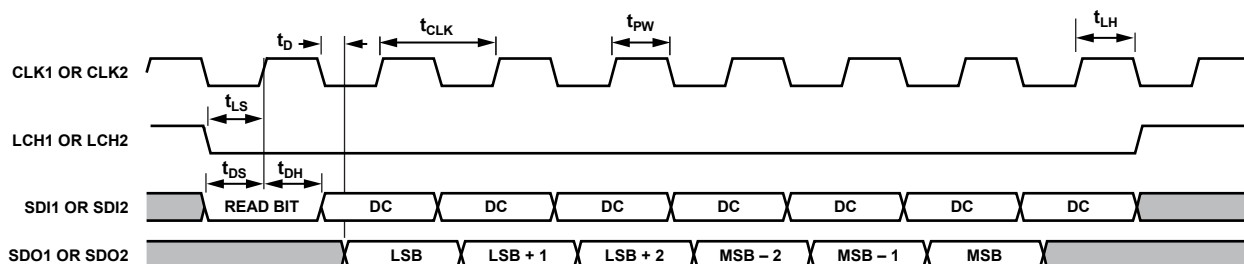 tD tCLK tPW tLH
CLK1 OR CLK2
tLS
LCH1 OR LCH2
tDS tDH
SDI1 OR SDI2 READ BIT DC DC DC DC DC DC DC
SDO1 OR SDO2 LSB LSB + 1 LSB + 2 MSB – 2 MSB – 1 MSB